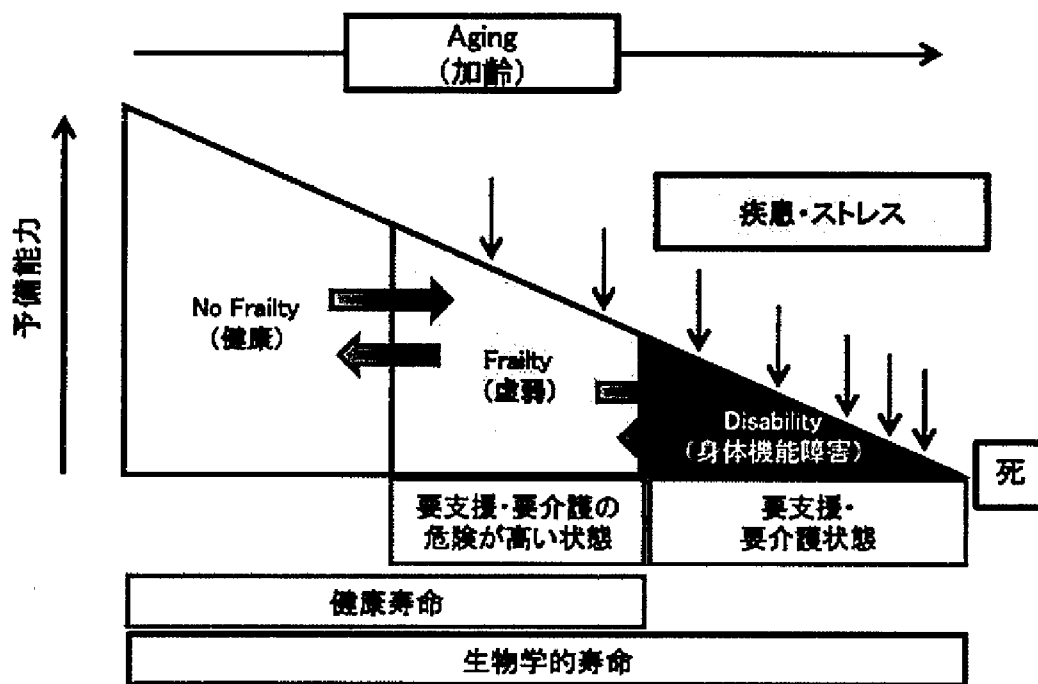 Aging
(加齢)
予備能力
疾患・ストレス
No Frailty
(健康)
Frailty
(虚弱)
Disability
(身体機能障害)
死
要支援・要介護の
危険が高い状態
要支援・
要介護状態
健康寿命
生物学的寿命